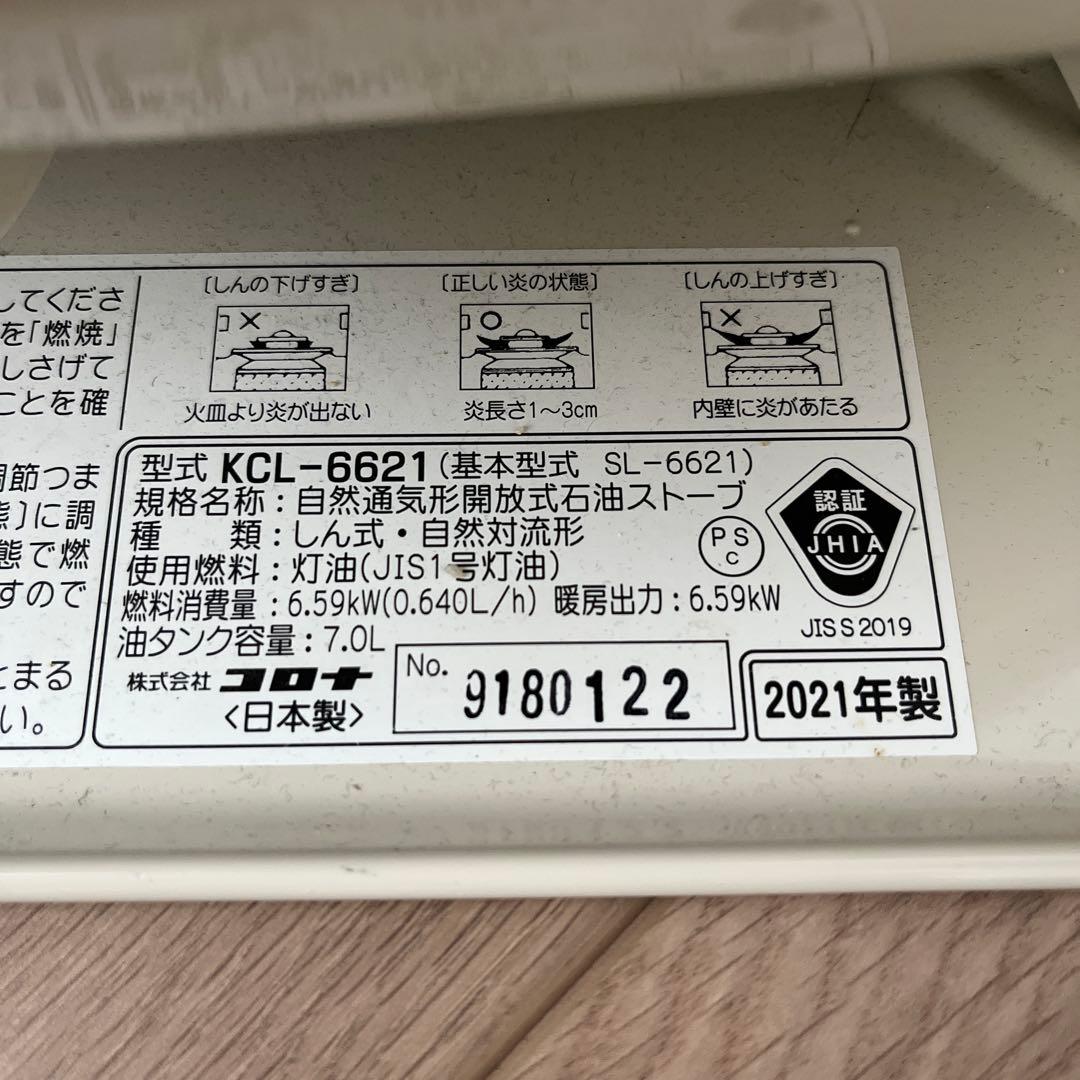 してくださ
を「燃焼」
しさげて
ことを確
〔しんの下げすぎ〕
火皿より炎が出ない
〔正しい炎の状態〕
炎長さ1〜3cm
〔しんの上げすぎ〕
内壁に炎があたる
調節つま
態〕に調
態で燃
すので
とまる
い。
型式 KCL-6621(基本型式 SL-6621)
規格名称:自然通気形開放式石油ストーブ
種 類:しん式・自然対流形
使用燃料:灯油(JIS1号灯油)
燃料消費量:6.59kW(0.640L/h) 暖房出力:6.59kW
油タンク容量:7.0L
株式会社 コロナ
<日本製>
No. 9180122
PS
C
認証
JHIA
JIS S 2019
2021年製